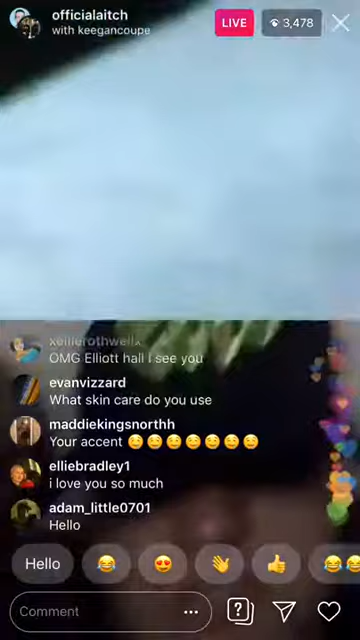 officialaitch
with keegancoupe
LIVE
3,478
xellierothwellx
OMG Elliott hall i see you
evanvizzard
What skin care do you use
maddiekingsnorthh
Your accent 😌😌😌😌😌😌😌
elliebradley1
i love you so much
adam_little0701
Hello
Hello 😂 😍 👋 👍 😂😂
Comment